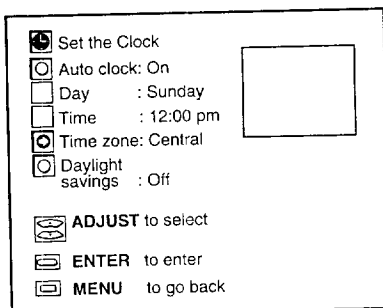 Set the Clock
Auto clock: On
Day : Sunday
Time : 12:00 pm
Time zone: Central
Daylight
savings : Off
ADJUST to select
ENTER to enter
MENU to go back